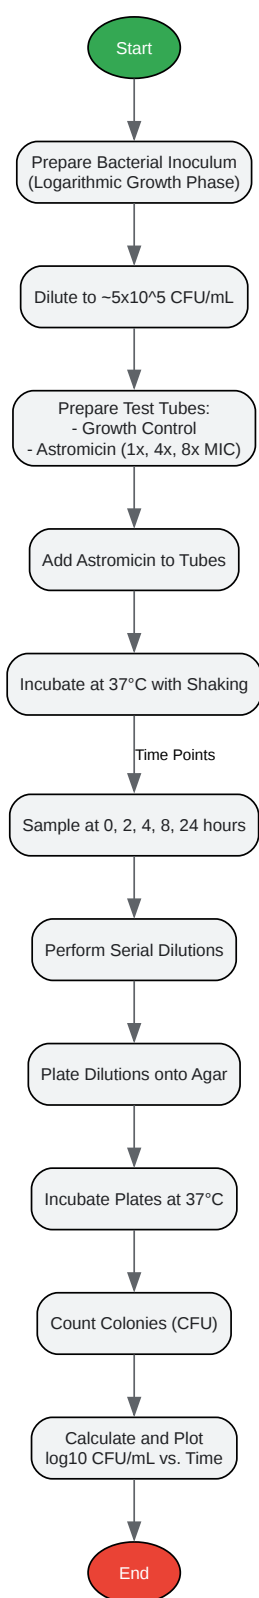 Start
Prepare Bacterial Inoculum
(Logarithmic Growth Phase)
Dilute to ~5x10^5 CFU/mL
Prepare Test Tubes:
- Growth Control
- Astromicin (1x, 4x, 8x MIC)
Add Astromicin to Tubes
Incubate at 37°C with Shaking
Time Points
Sample at 0, 2, 4, 8, 24 hours
Perform Serial Dilutions
Plate Dilutions onto Agar
Incubate Plates at 37°C
Count Colonies (CFU)
Calculate and Plot
log10 CFU/mL vs. Time
End